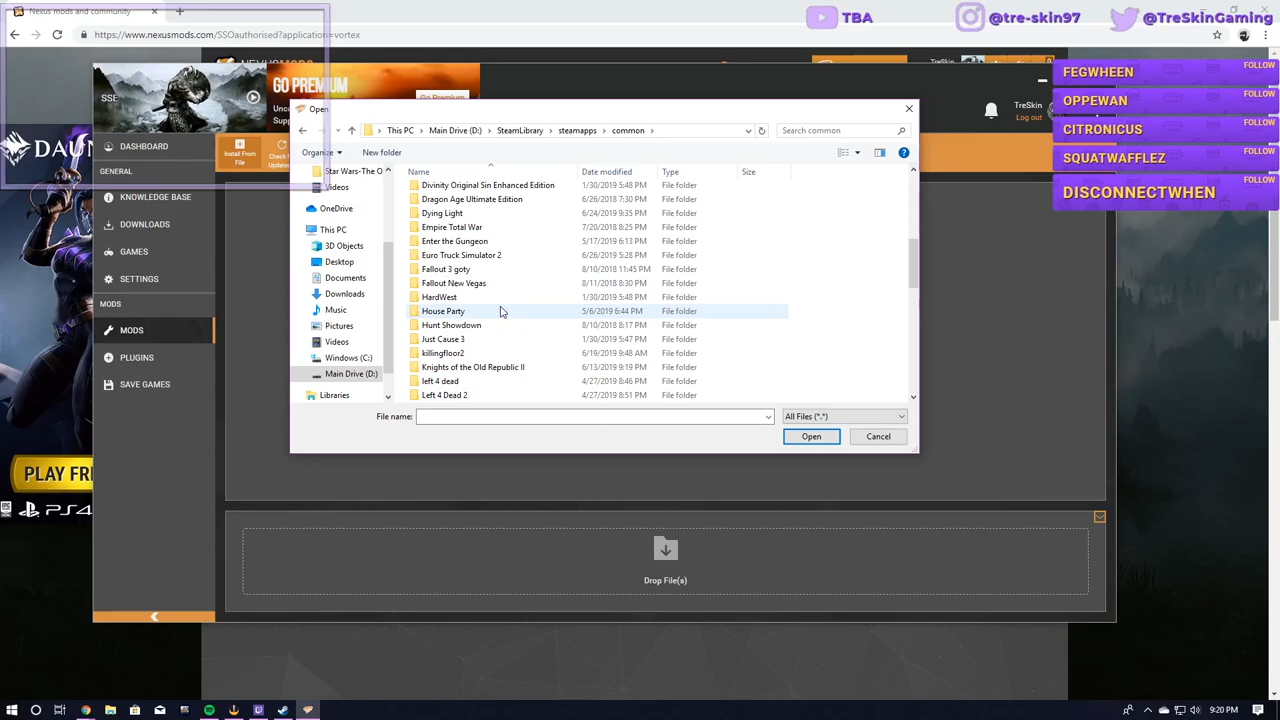 Nexus mods and community
https://www.nexusmods.com/SSOauthorised?application=vortex
TBA
@tre-skin97
@TreSkinGaming
FEGWHEEN FOLLOW
OPPEWAN FOLLOW
CITRONICUS FOLLOW
SQUATWAFFLEZ FOLLOW
DISCONNECTWHEN FOLLOW
SSE
GO PREMIUM
Go Premium
TreSkin
TreSkin
Log out
DASHBOARD
GENERAL
KNOWLEDGE BASE
DOWNLOADS
GAMES
SETTINGS
MODS
MODS
PLUGINS
SAVE GAMES
Install From
File
DAUN
PLAY FRE
PS4
Open
This PC
Main Drive (D:)
SteamLibrary
steamapps
common
Search common
Organize
New folder
Name Date modified Type Size
Star Wars-The O
Videos
OneDrive
This PC
3D Objects
Desktop
Documents
Downloads
Music
Pictures
Videos
Windows (C:)
Main Drive (D:)
Libraries
Divinity Original Sin Enhanced Edition 1/30/2019 5:48 PM File folder
Dragon Age Ultimate Edition 6/26/2018 7:30 PM File folder
Dying Light 6/24/2019 9:35 PM File folder
Empire Total War 7/20/2018 8:25 PM File folder
Enter the Gungeon 5/17/2019 6:13 PM File folder
Euro Truck Simulator 2 6/26/2019 5:28 PM File folder
Fallout 3 goty 8/10/2018 11:45 PM File folder
Fallout New Vegas 8/11/2018 8:30 PM File folder
HardWest 1/30/2019 5:48 PM File folder
House Party 5/6/2019 6:44 PM File folder
Hunt Showdown 8/10/2018 8:17 PM File folder
Just Cause 3 1/30/2019 5:47 PM File folder
killingfloor2 6/19/2019 9:48 AM File folder
Knights of the Old Republic II 6/13/2019 9:19 PM File folder
left 4 dead 4/27/2019 8:46 PM File folder
Left 4 Dead 2 4/27/2019 8:51 PM File folder
File name:
All Files (*.*)
Open
Cancel
Drop File(s)
9:20 PM